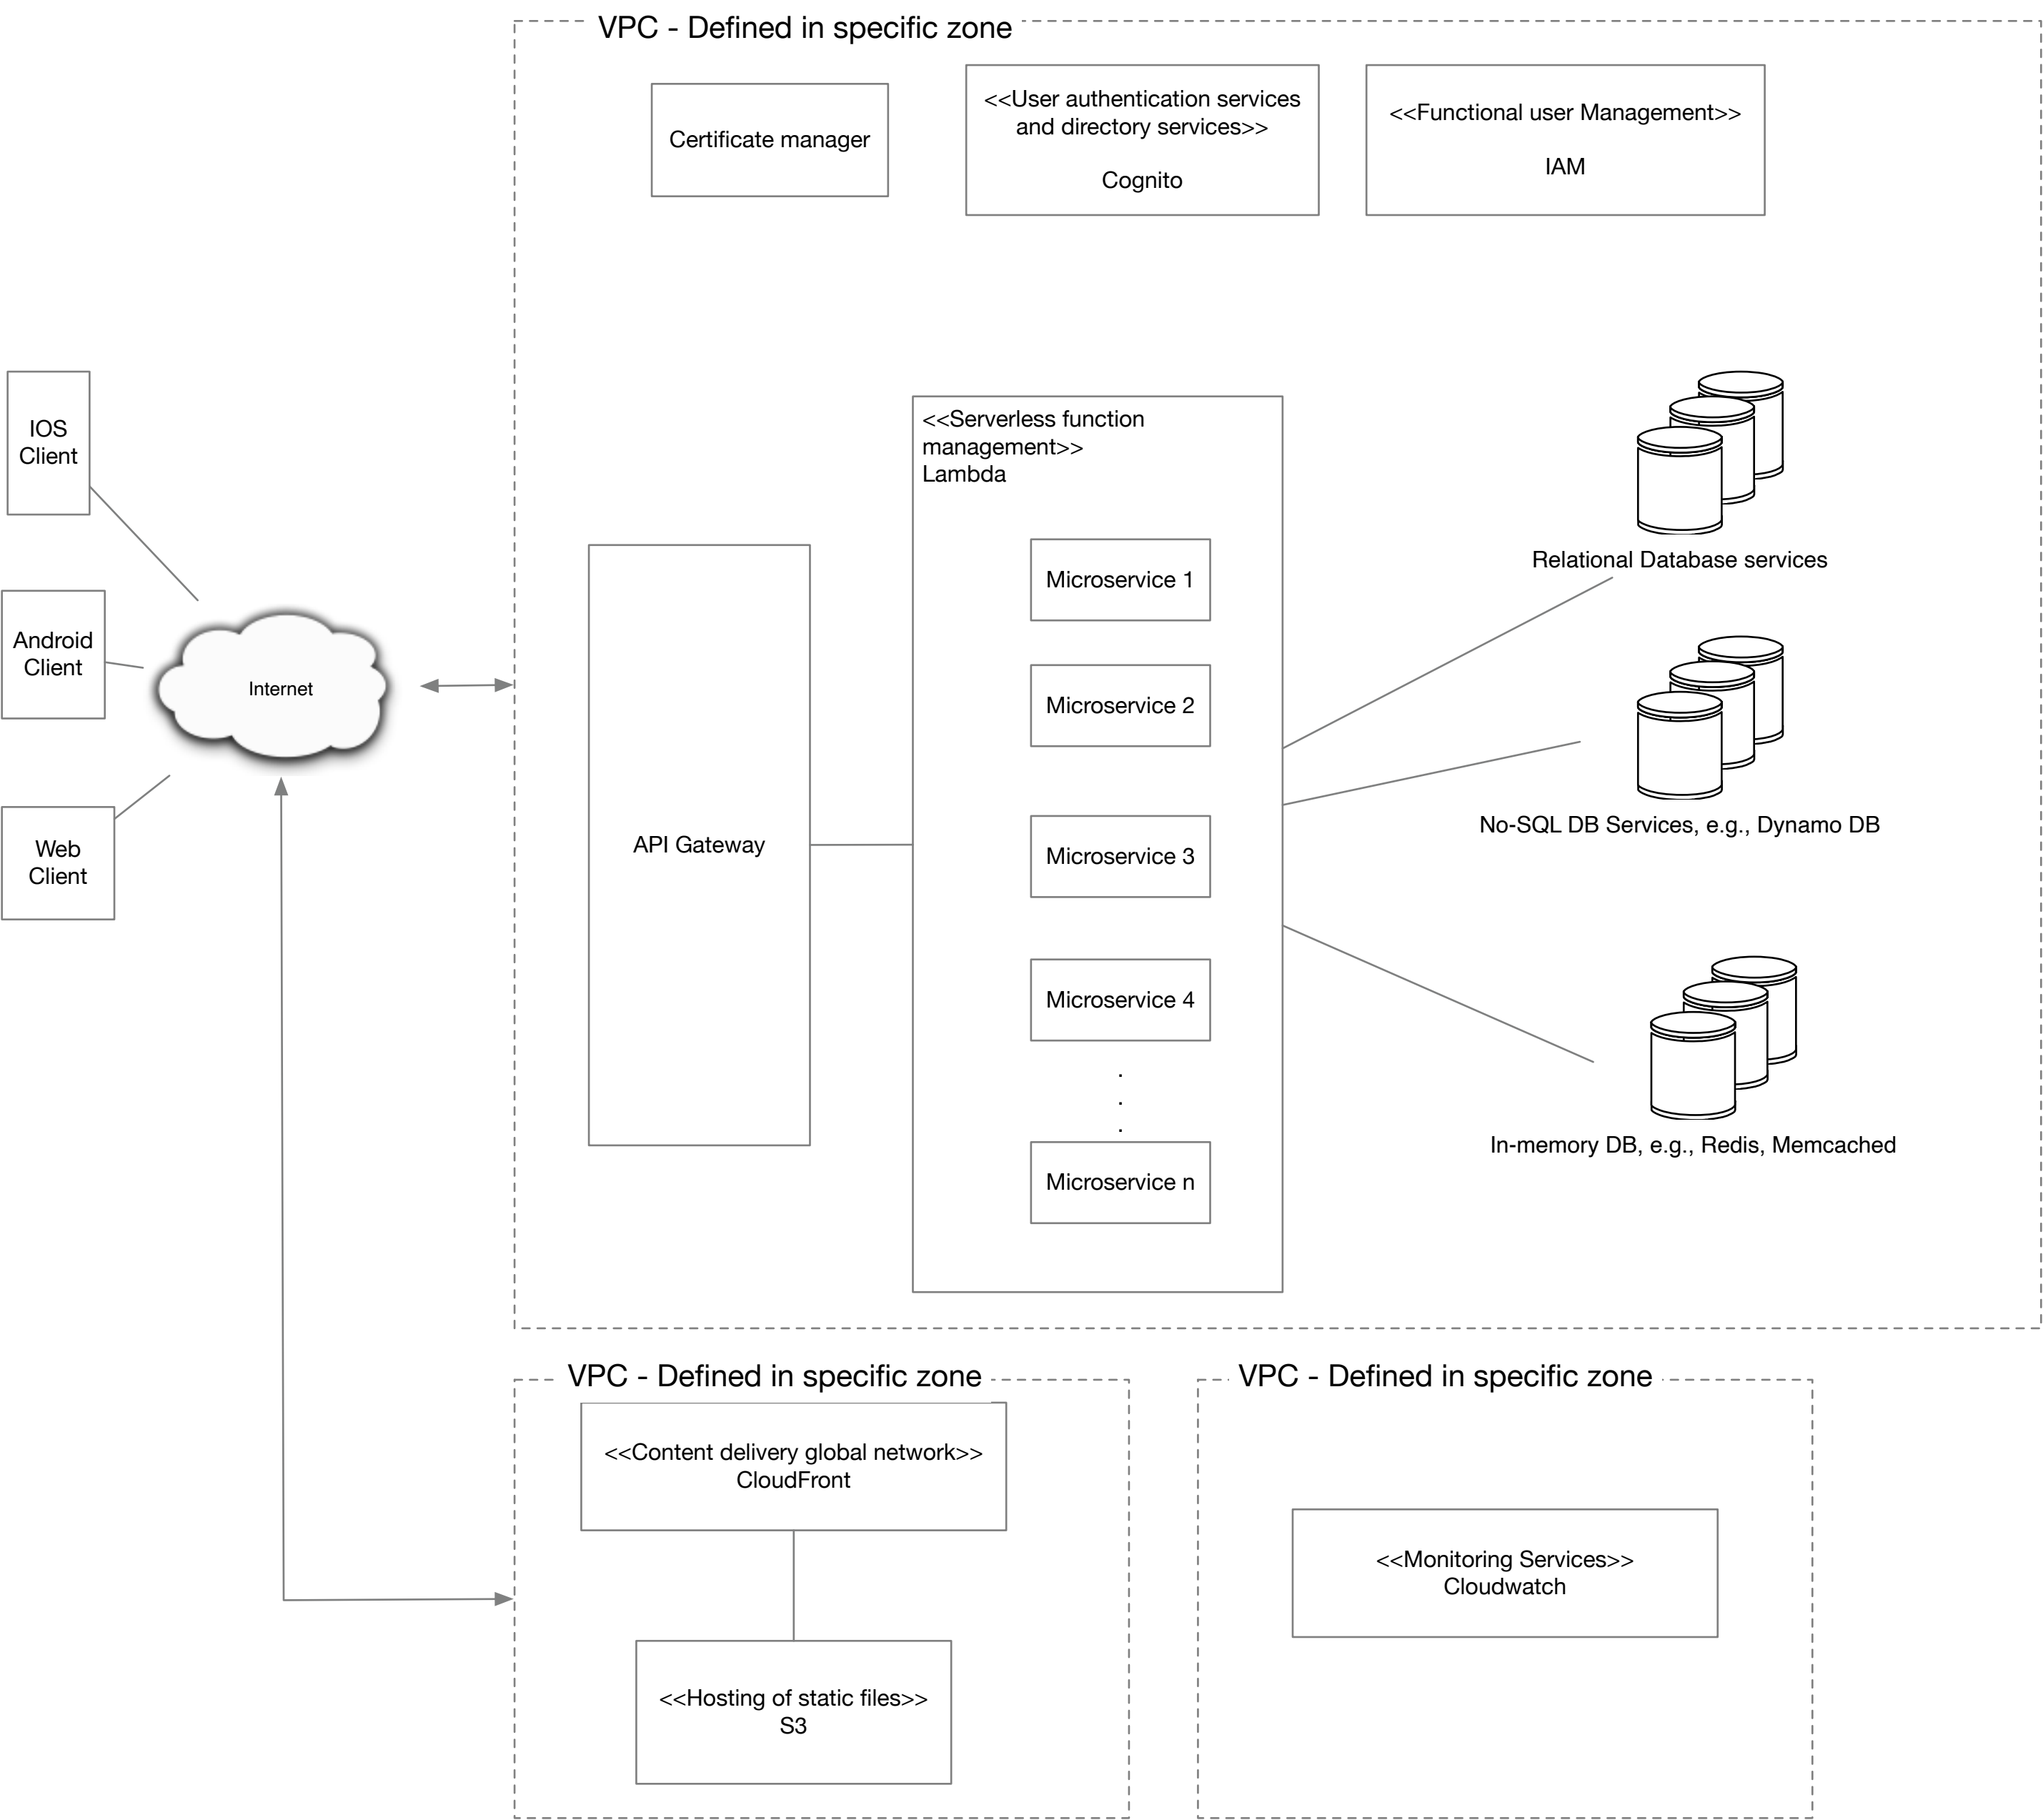 VPC - Defined in specific zone
Certificate manager
<<User authentication services
and directory services>>
Cognito
<<Functional user Management>>
IAM
IOS
Client
Android
Client
Web
Client
Internet
API Gateway
<<Serverless function
management>>
Lambda
Microservice 1
Microservice 2
Microservice 3
Microservice 4
.
.
.
Microservice n
Relational Database services
No-SQL DB Services, e.g., Dynamo DB
In-memory DB, e.g., Redis, Memcached
VPC - Defined in specific zone
<<Content delivery global network>>
CloudFront
<<Hosting of static files>>
S3
VPC - Defined in specific zone
<<Monitoring Services>>
Cloudwatch